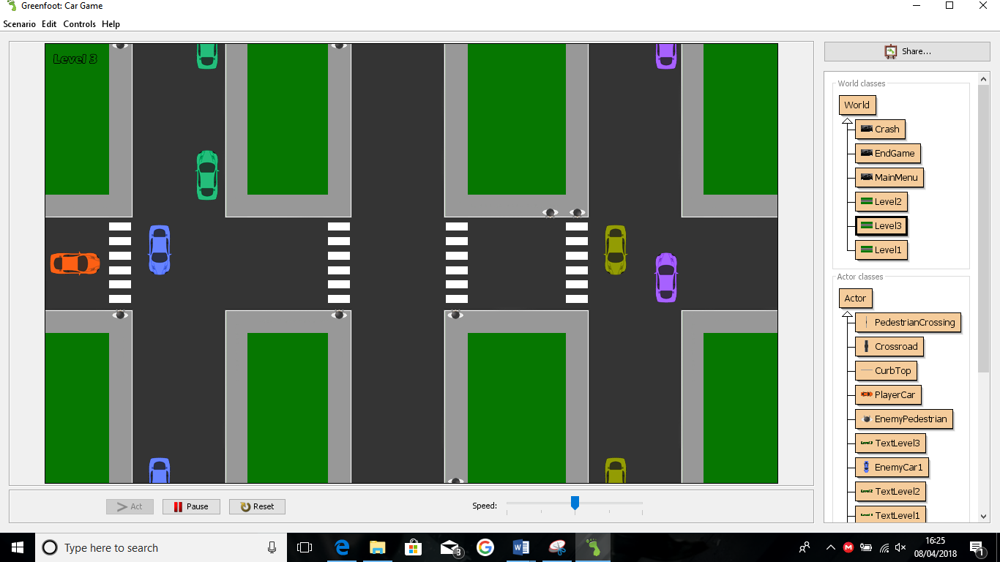 Greenfoot: Car Game
Scenario Edit Controls Help
Level 3
Share...
World classes
World
Crash
EndGame
MainMenu
Level2
Level3
Level1
Actor classes
Actor
PedestrianCrossing
Crossroad
CurbTop
PlayerCar
EnemyPedestrian
TextLevel3
EnemyCar1
TextLevel2
TextLevel1
Act
Pause
Reset
Speed:
Type here to search
3
16:25
08/04/2018
1